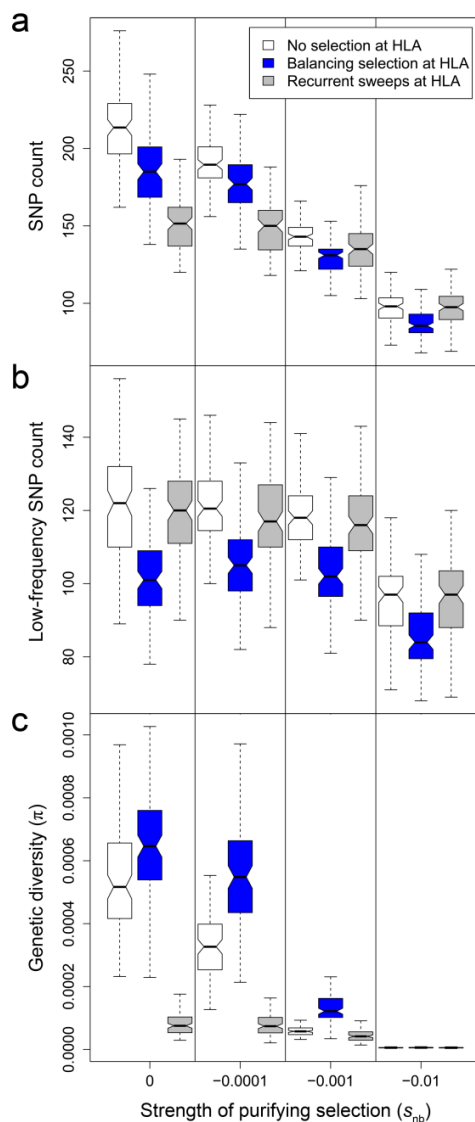 a
No selection at HLA
Balancing selection at HLA
Recurrent sweeps at HLA
SNP count
250
200
150
100
b
Low-frequency SNP count
140
120
100
80
c
Genetic diversity (π)
0.0010
0.0008
0.0006
0.0004
0.0002
0.0000
0 −0.0001 −0.001 −0.01
Strength of purifying selection (snb)